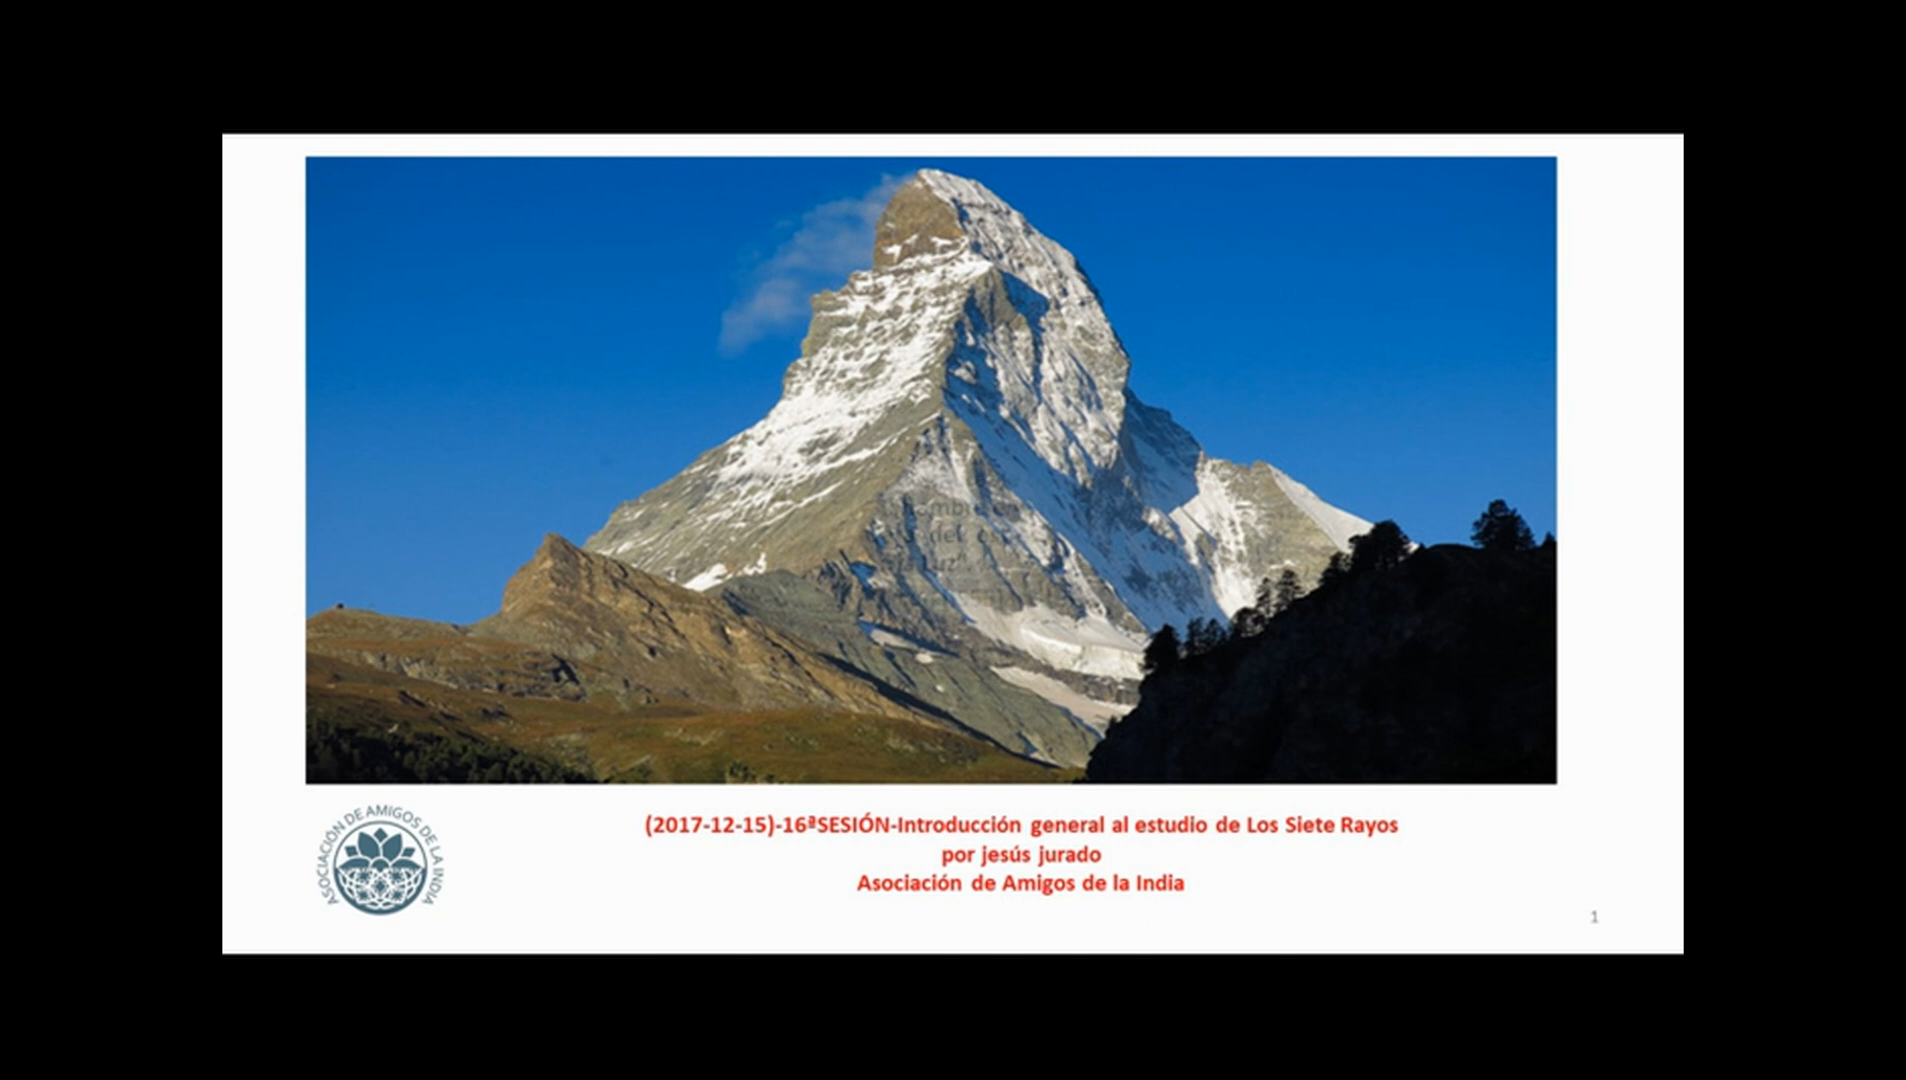 ASOCIACIÓN DE AMIGOS DE LA INDIA
(2017-12-15)-16ªSESIÓN-Introducción general al estudio de Los Siete Rayos
por jesús jurado
Asociación de Amigos de la India
1